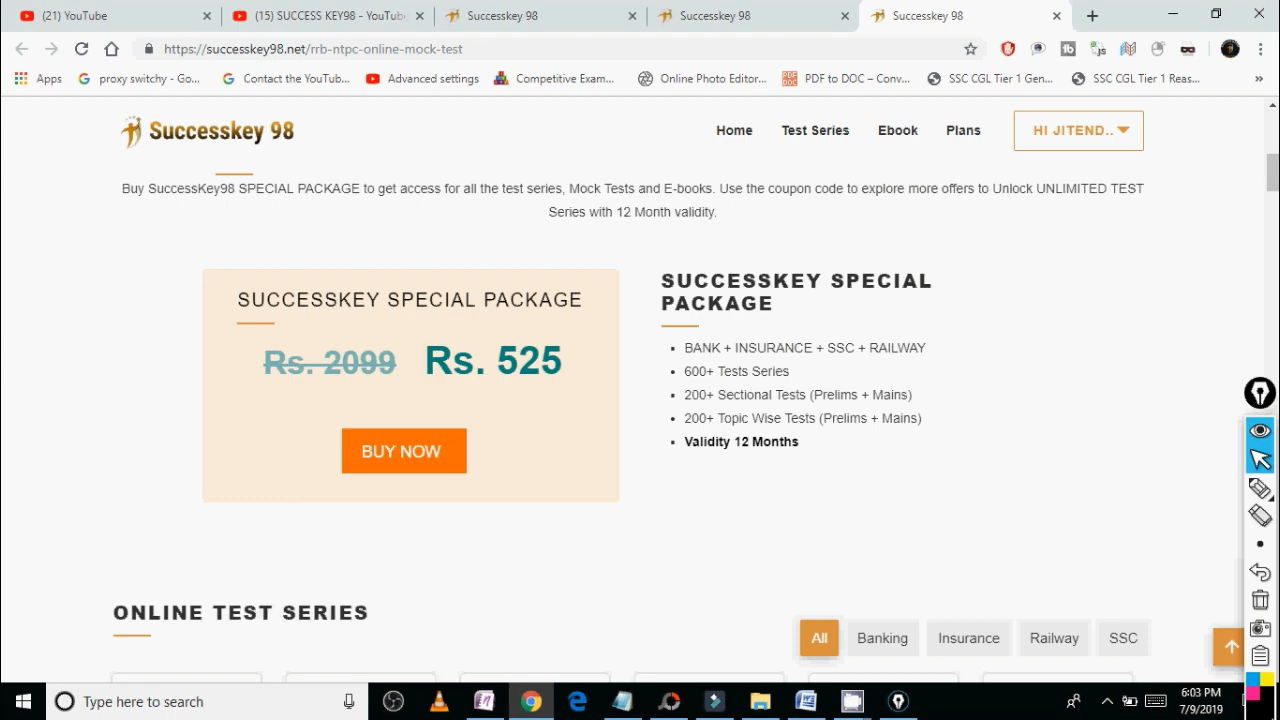 (21) YouTube
(15) SUCCESS KEY98 - YouTube
Successkey 98
Successkey 98
Successkey 98
https://successkey98.net/rrb-ntpc-online-mock-test
Apps
proxy switchy - Go...
Contact the YouTub...
Advanced settings
Competitive Exam...
Online Photo Editor...
PDF to DOC – Conv...
SSC CGL Tier 1 Gen...
SSC CGL Tier 1 Reas...
»
Successkey 98
Home
Test Series
Ebook
Plans
HI JITEND..
Buy SuccessKey98 SPECIAL PACKAGE to get access for all the test series, Mock Tests and E-books. Use the coupon code to explore more offers to Unlock UNLIMITED TEST
Series with 12 Month validity.
SUCCESSKEY SPECIAL PACKAGE
Rs. 2099 Rs. 525
BUY NOW
SUCCESSKEY SPECIAL
PACKAGE
BANK + INSURANCE + SSC + RAILWAY
600+ Tests Series
200+ Sectional Tests (Prelims + Mains)
200+ Topic Wise Tests (Prelims + Mains)
Validity 12 Months
ONLINE TEST SERIES
All
Banking
Insurance
Railway
SSC
Type here to search
6:03 PM
7/9/2019